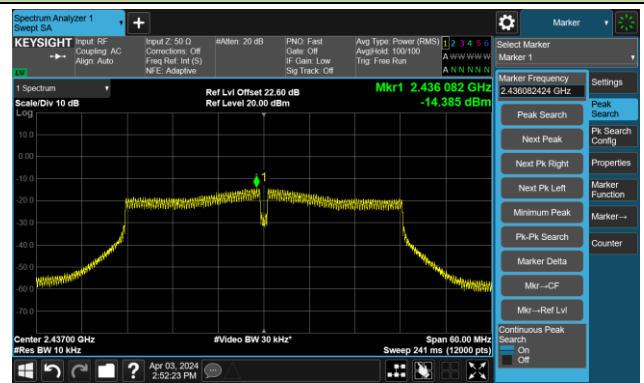 Spectrum Analyzer 1
Swept SA
Marker
KEYSIGHT
Input: RF
Coupling: AC
Align: Auto
Input Z: 50 Ω
Corrections: Off
Freq Ref: Int (S)
NFE: Adaptive
#Atten: 20 dB
PNO: Fast
Gate: Off
IF Gain: Low
Sig Track: Off
Avg Type: Power (RMS)
Avg|Hold: 100/100
Trig: Free Run
1 2 3 4 5 6
A W W W W W
A N N N N N
Select Marker
Marker 1
1 Spectrum
Scale/Div 10 dB
Log
Ref Lvl Offset 22.60 dB
Ref Level 20.00 dBm
Mkr1 2.436 082 GHz
-14.385 dBm
10.0
0.00
-10.0
-20.0
-30.0
-40.0
-50.0
-60.0
-70.0
1
Center 2.43700 GHz
#Res BW 10 kHz
#Video BW 30 kHz*
Span 60.00 MHz
Sweep 241 ms (12000 pts)
Marker Frequency
2.436082424 GHz
Peak Search
Next Peak
Next Pk Right
Next Pk Left
Minimum Peak
Pk-Pk Search
Marker Delta
Mkr→CF
Mkr→Ref Lvl
Continuous Peak
Search
On
Off
Settings
Peak
Search
Pk Search
Config
Properties
Marker
Function
Marker→
Counter
Apr 03, 2024
2:52:23 PM